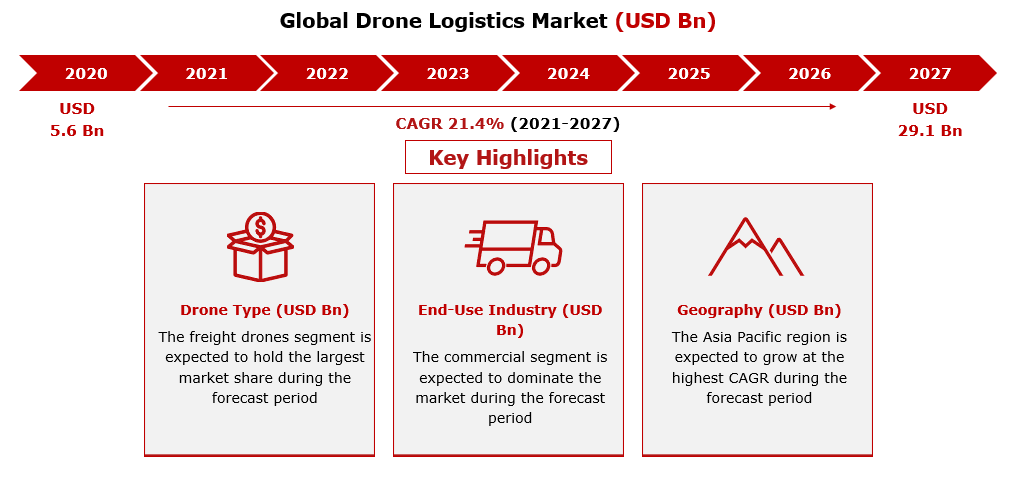 Global Drone Logistics Market (USD Bn)
2020 2021 2022 2023 2024 2025 2026 2027
USD
5.6 Bn
USD
29.1 Bn
CAGR 21.4% (2021-2027)
Key Highlights
$
Drone Type (USD Bn)
The freight drones segment is
expected to hold the largest
market share during the
forecast period
End-Use Industry (USD
Bn)
The commercial segment is
expected to dominate the
market during the forecast
period
Geography (USD Bn)
The Asia Pacific region is
expected to grow at the
highest CAGR during the
forecast period